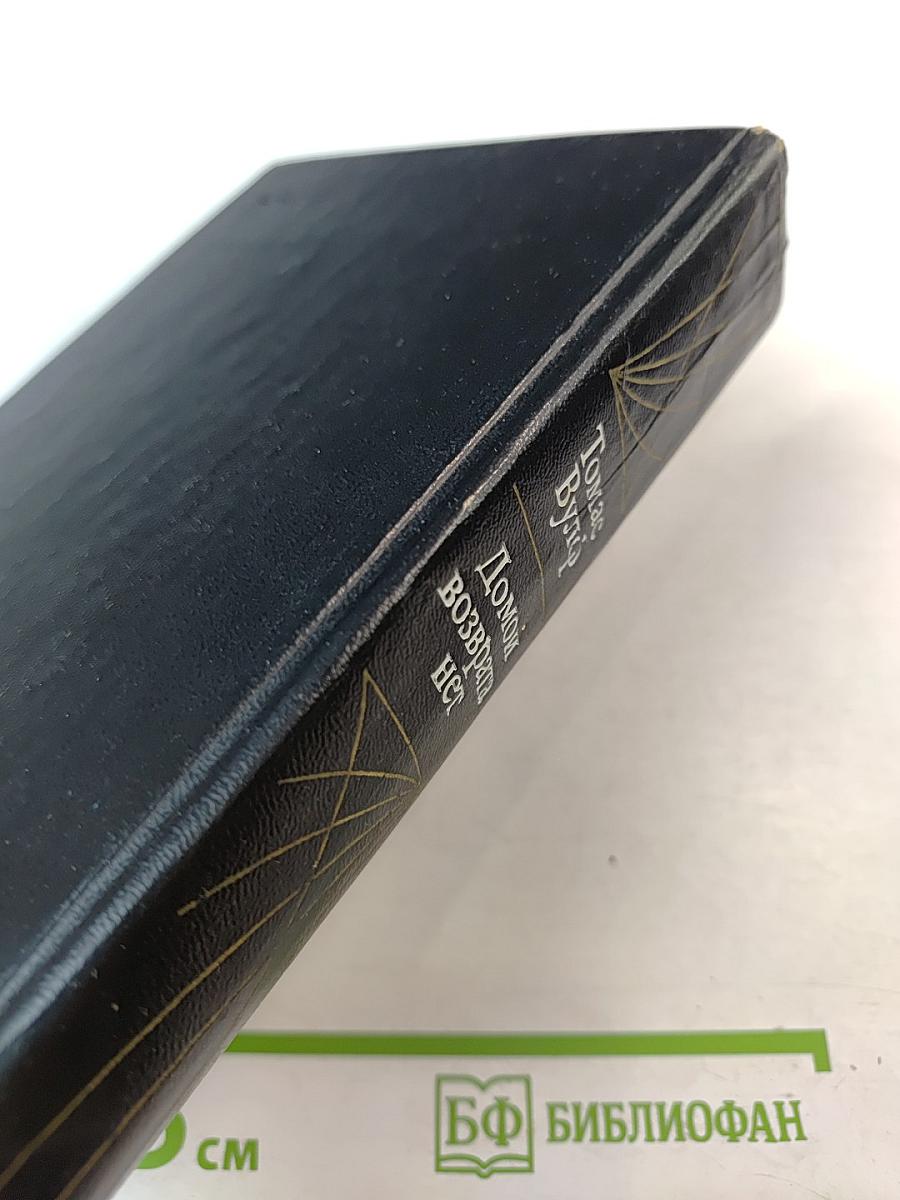 Томас
Вулф
Домой
возврата
нет
см
БФ
БИБЛИОФАН